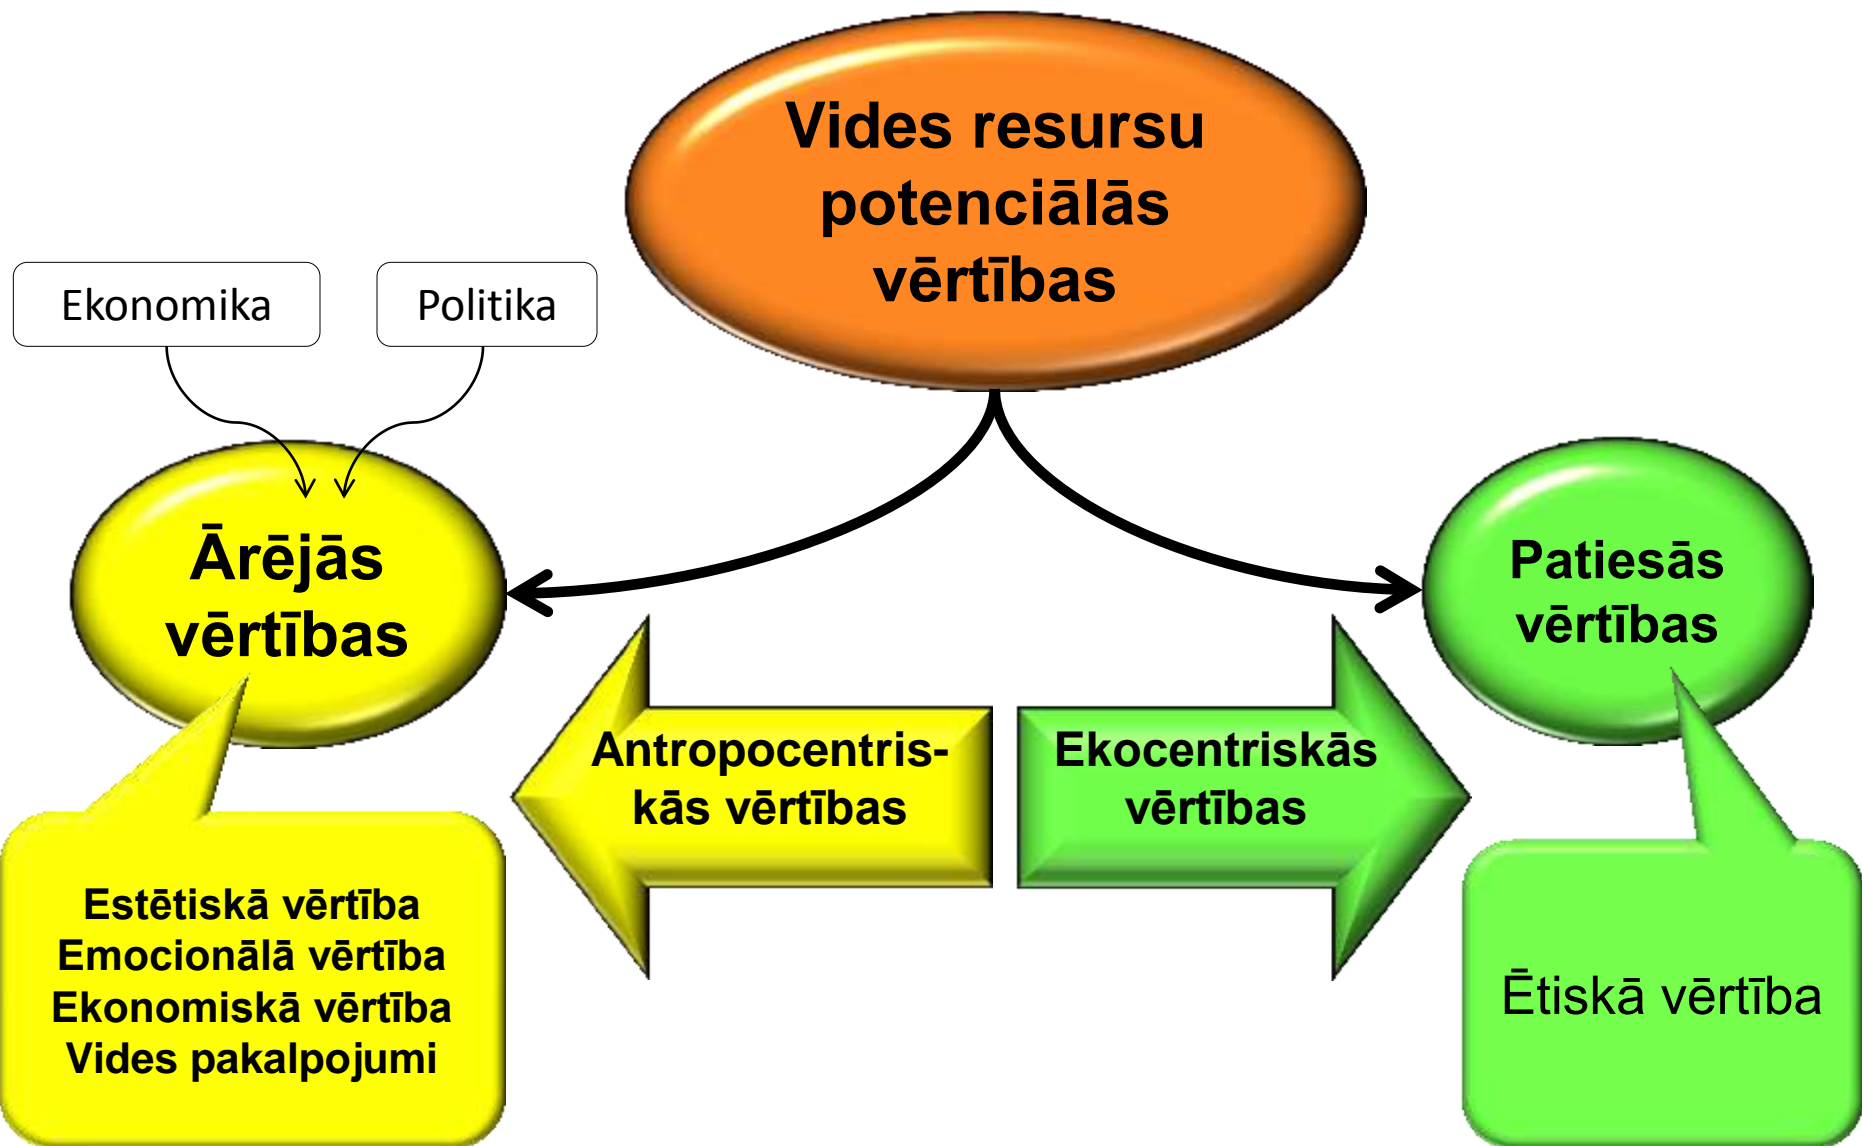 Vides resursu
potenciālās
vērtības
Ekonomika
Politika
Ārējās
vērtības
Patiesās
vērtības
Antropocentris-
kās vērtības
Ekocentriskās
vērtības
Estētiskā vērtība
Emocionālā vērtība
Ekonomiskā vērtība
Vides pakalpojumi
Ētiskā vērtība